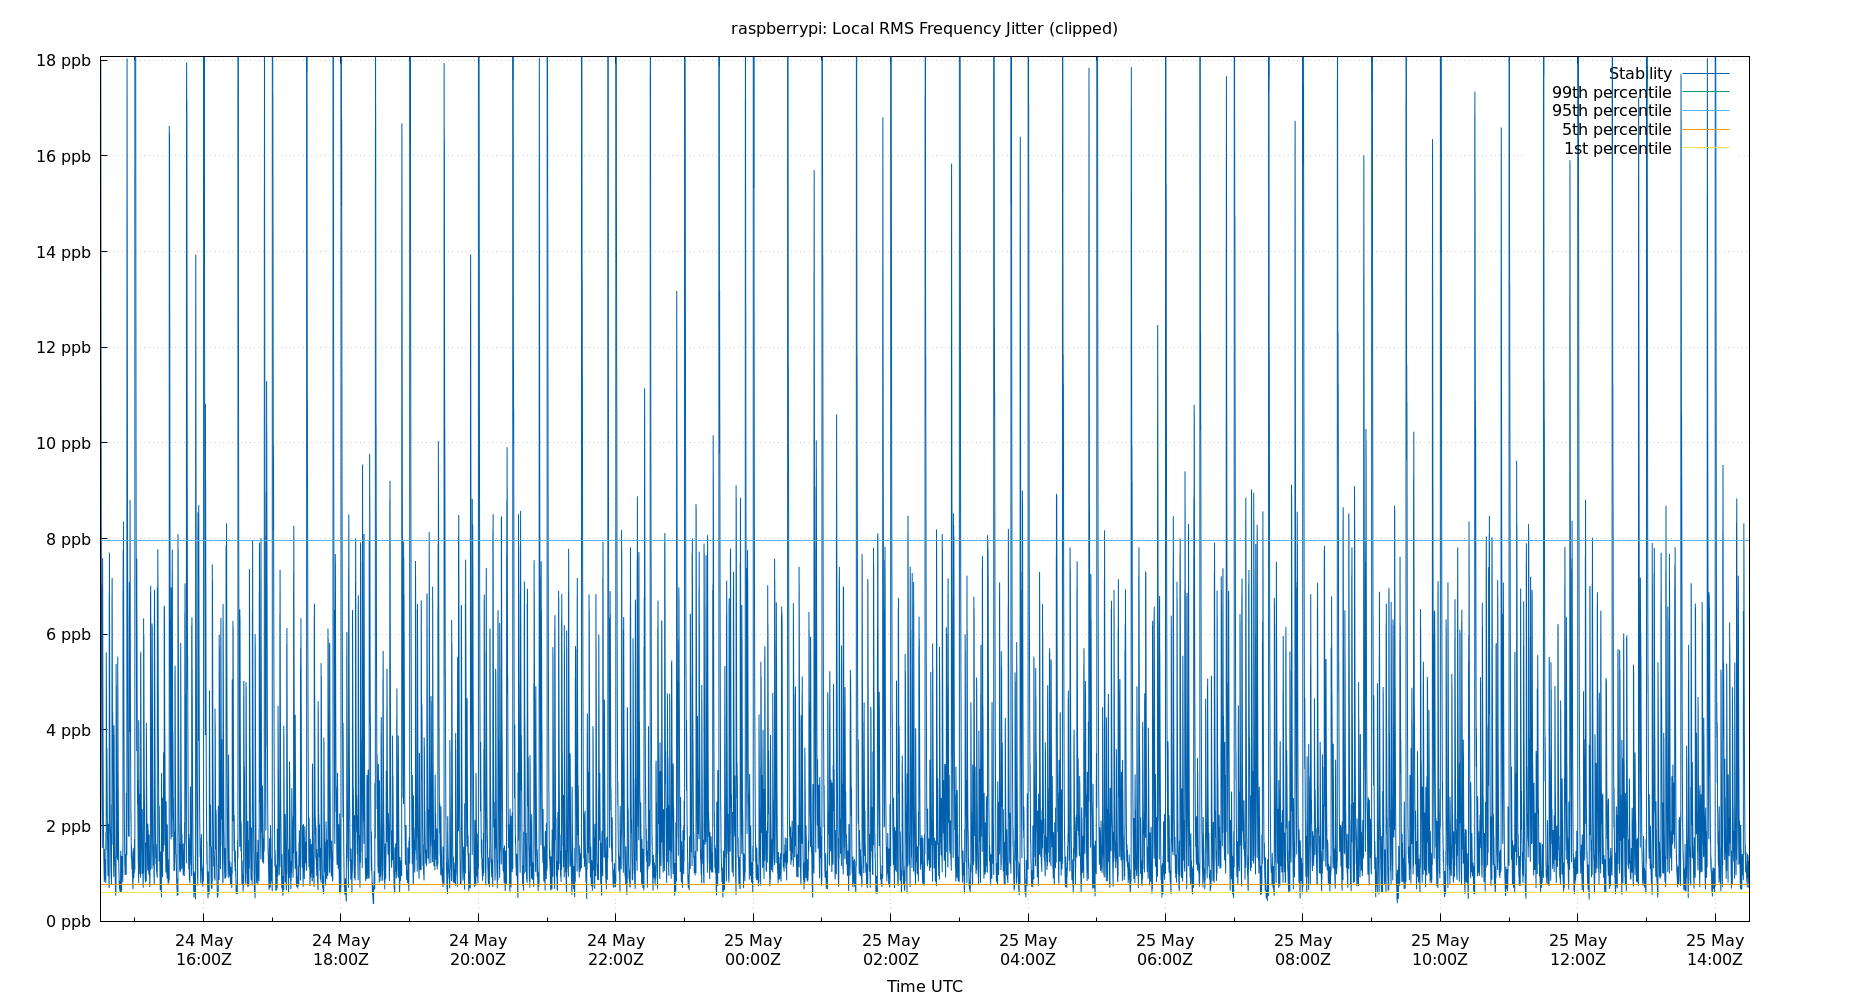 raspberrypi: Local RMS Frequency Jitter (clipped)
18 ppb
16 ppb
14 ppb
12 ppb
10 ppb
8 ppb
6 ppb
4 ppb
2 ppb
0 ppb
Stability
99th percentile
95th percentile
5th percentile
1st percentile
24 May 24 May 24 May 24 May 25 May 25 May 25 May 25 May 25 May 25 May 25 May 25 May
16:00Z 18:00Z 20:00Z 22:00Z 00:00Z 02:00Z 04:00Z 06:00Z 08:00Z 10:00Z 12:00Z 14:00Z
Time UTC